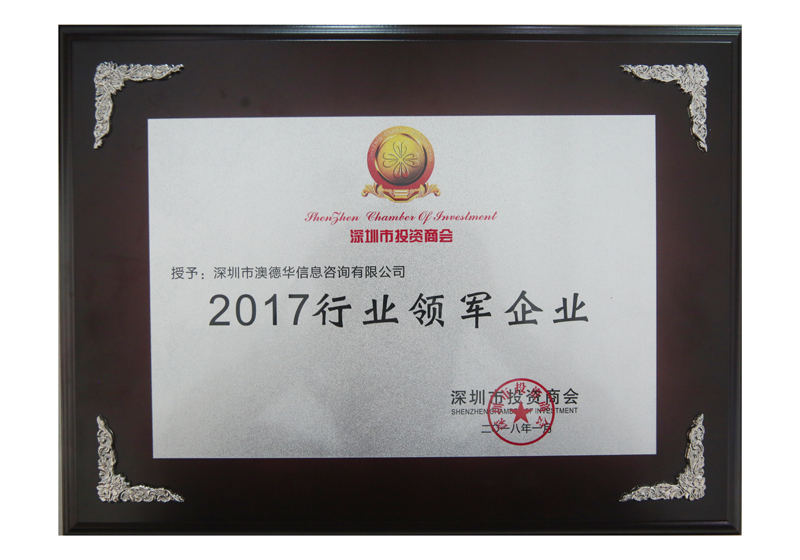 ShenZhen Chamber Of Investment
深圳市投资商会
授予：深圳市澳德华信息咨询有限公司
2017行业领军企业
深圳市投资商会
SHENZHEN CHAMBER OF INVESTMENT
二〇一八年一月